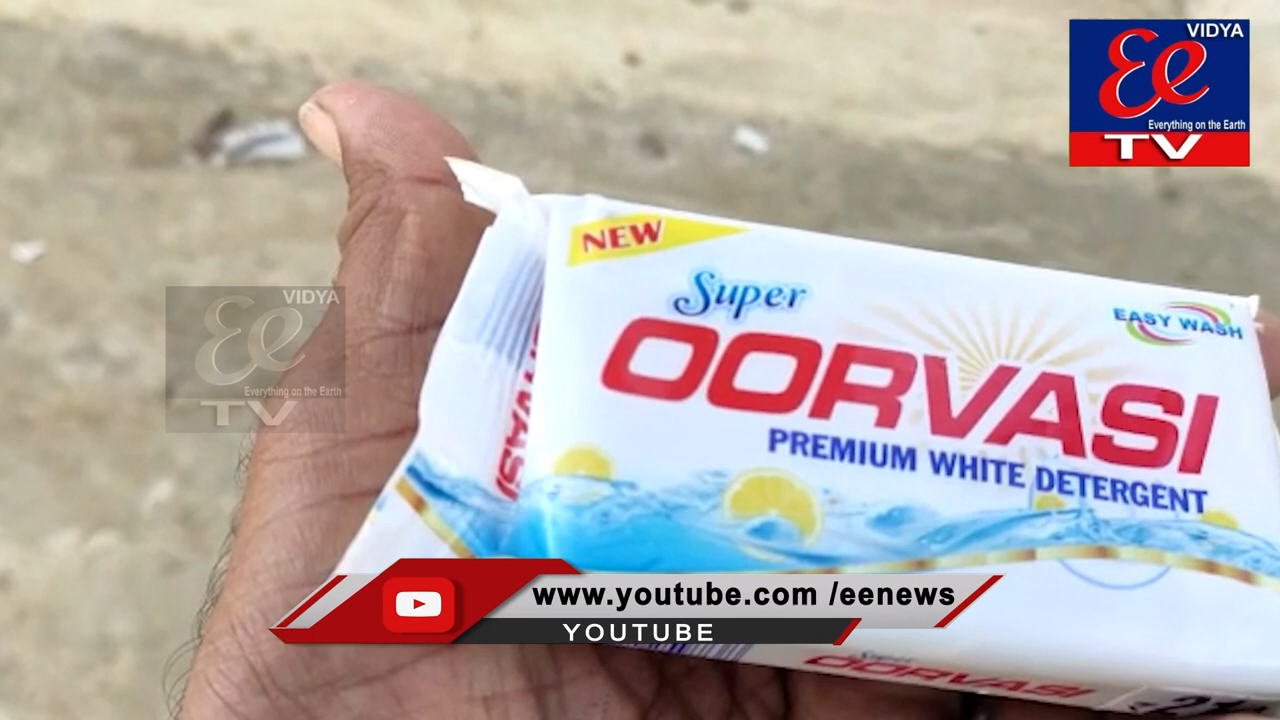 VIDYA
Ee
Everything on the Earth
TV
NEW
Super
OORVASI
EASY WASH
PREMIUM WHITE DETERGENT
VIDYA
Ee
Everything on the Earth
TV
www.youtube.com /eenews
YOUTUBE
Super
OORVASI